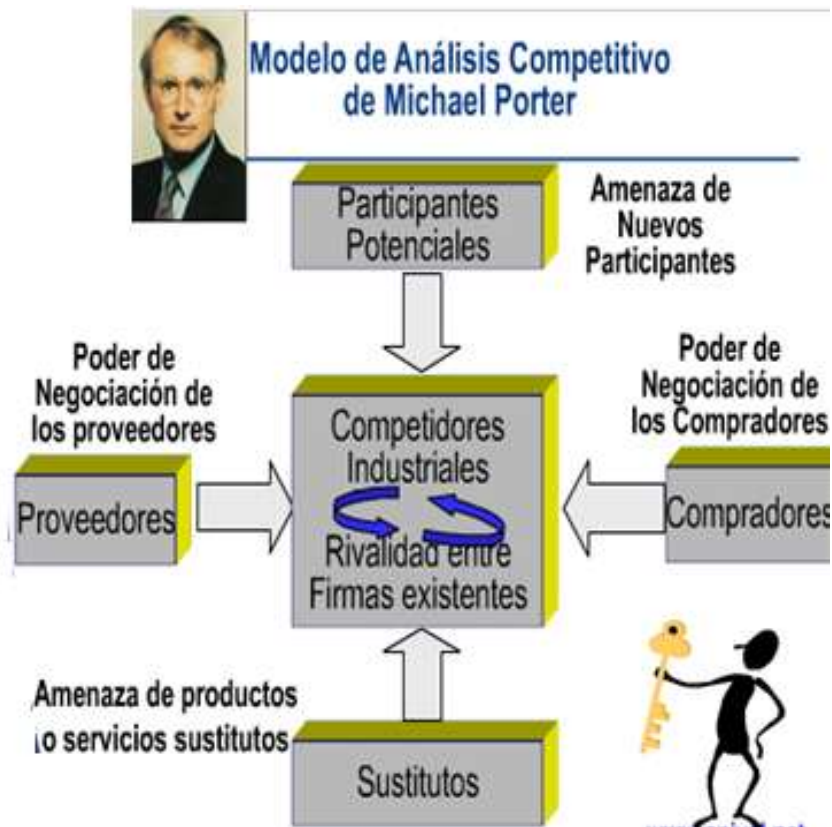 Modelo de Análisis Competitivo
de Michael Porter
Participantes
Potenciales
Amenaza de
Nuevos
Participantes
Poder de
Negociación de
los proveedores
Proveedores
Competidores
Industriales
Rivalidad entre
Firmas existentes
Poder de
Negociación de
los Compradores
Compradores
Amenaza de productos
o servicios sustitutos
Sustitutos